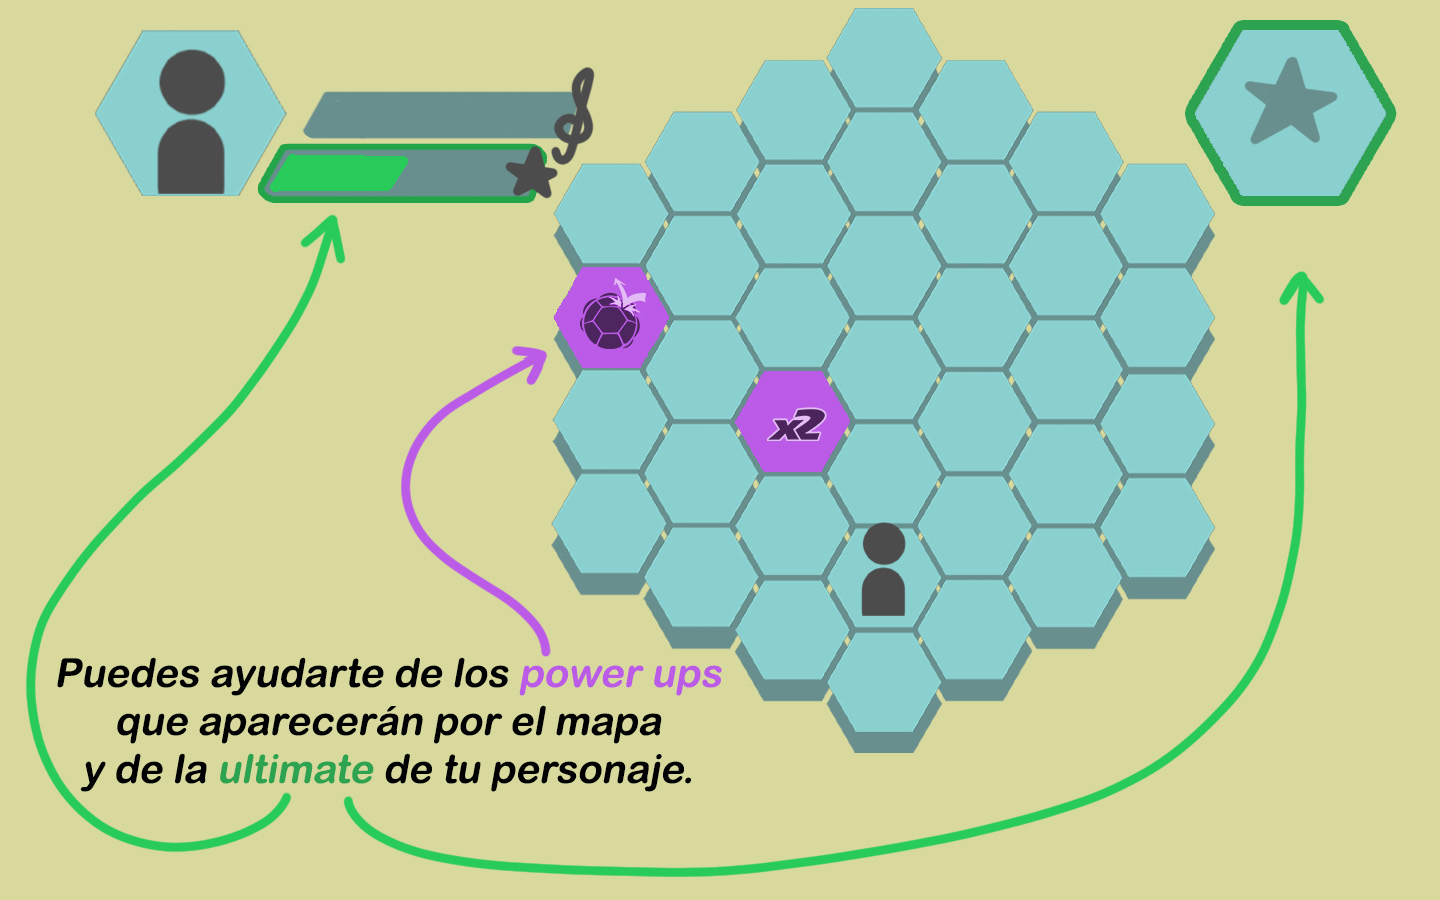 x2
Puedes ayudarte de los power ups
que aparecerán por el mapa
y de la ultimate de tu personaje.